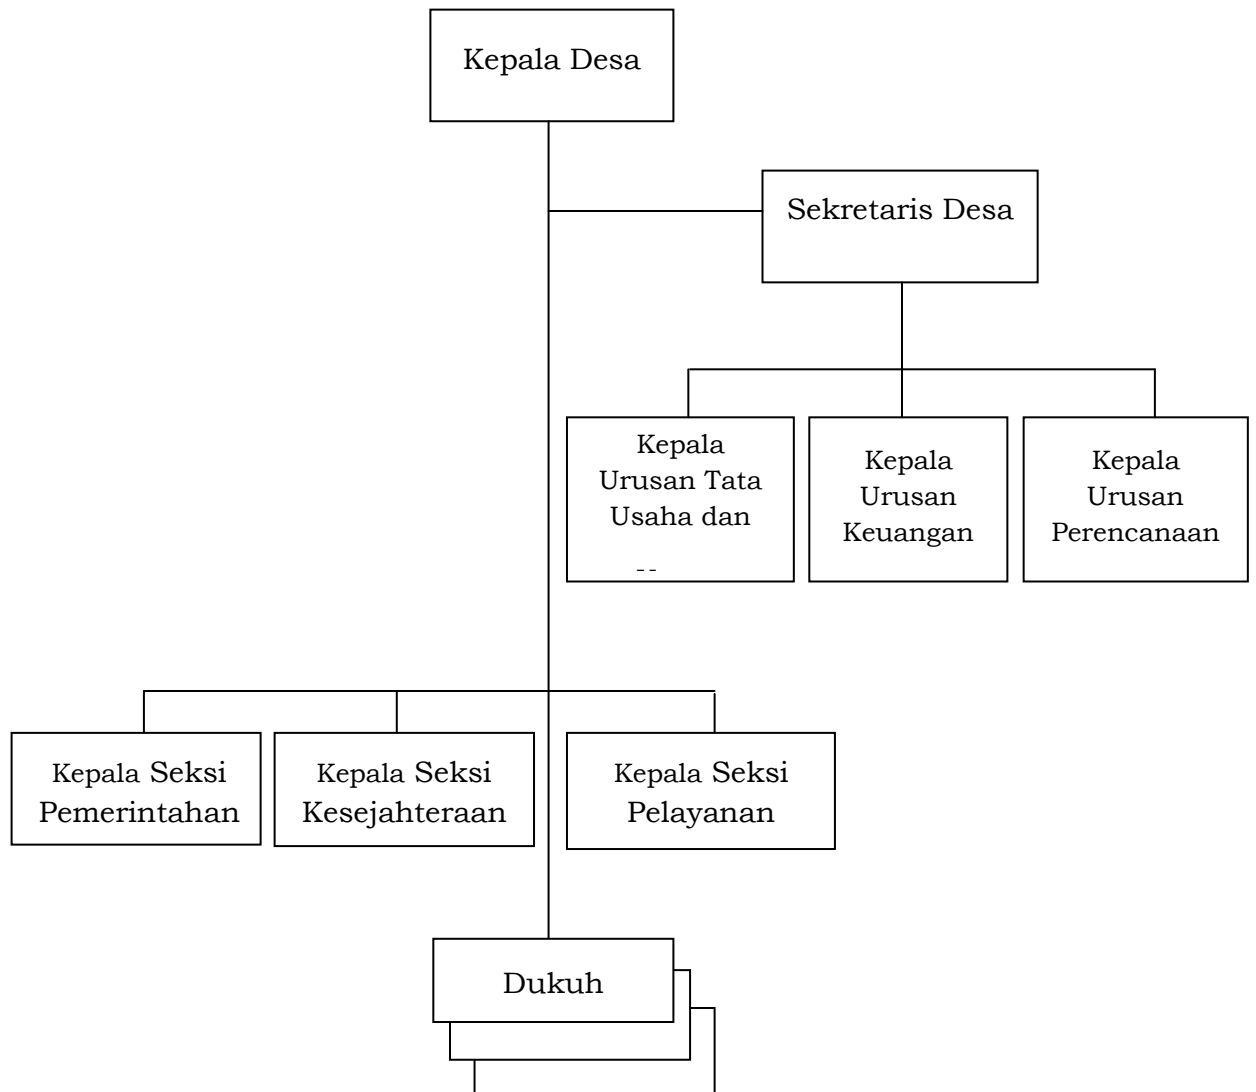 Kepala Desa
Sekretaris Desa
Kepala
Urusan Tata
Usaha dan
Kepala
Urusan
Keuangan
Kepala
Urusan
Perencanaan
Kepala Seksi
Pemerintahan
Kepala Seksi
Kesejahteraan
Kepala Seksi
Pelayanan
Dukuh